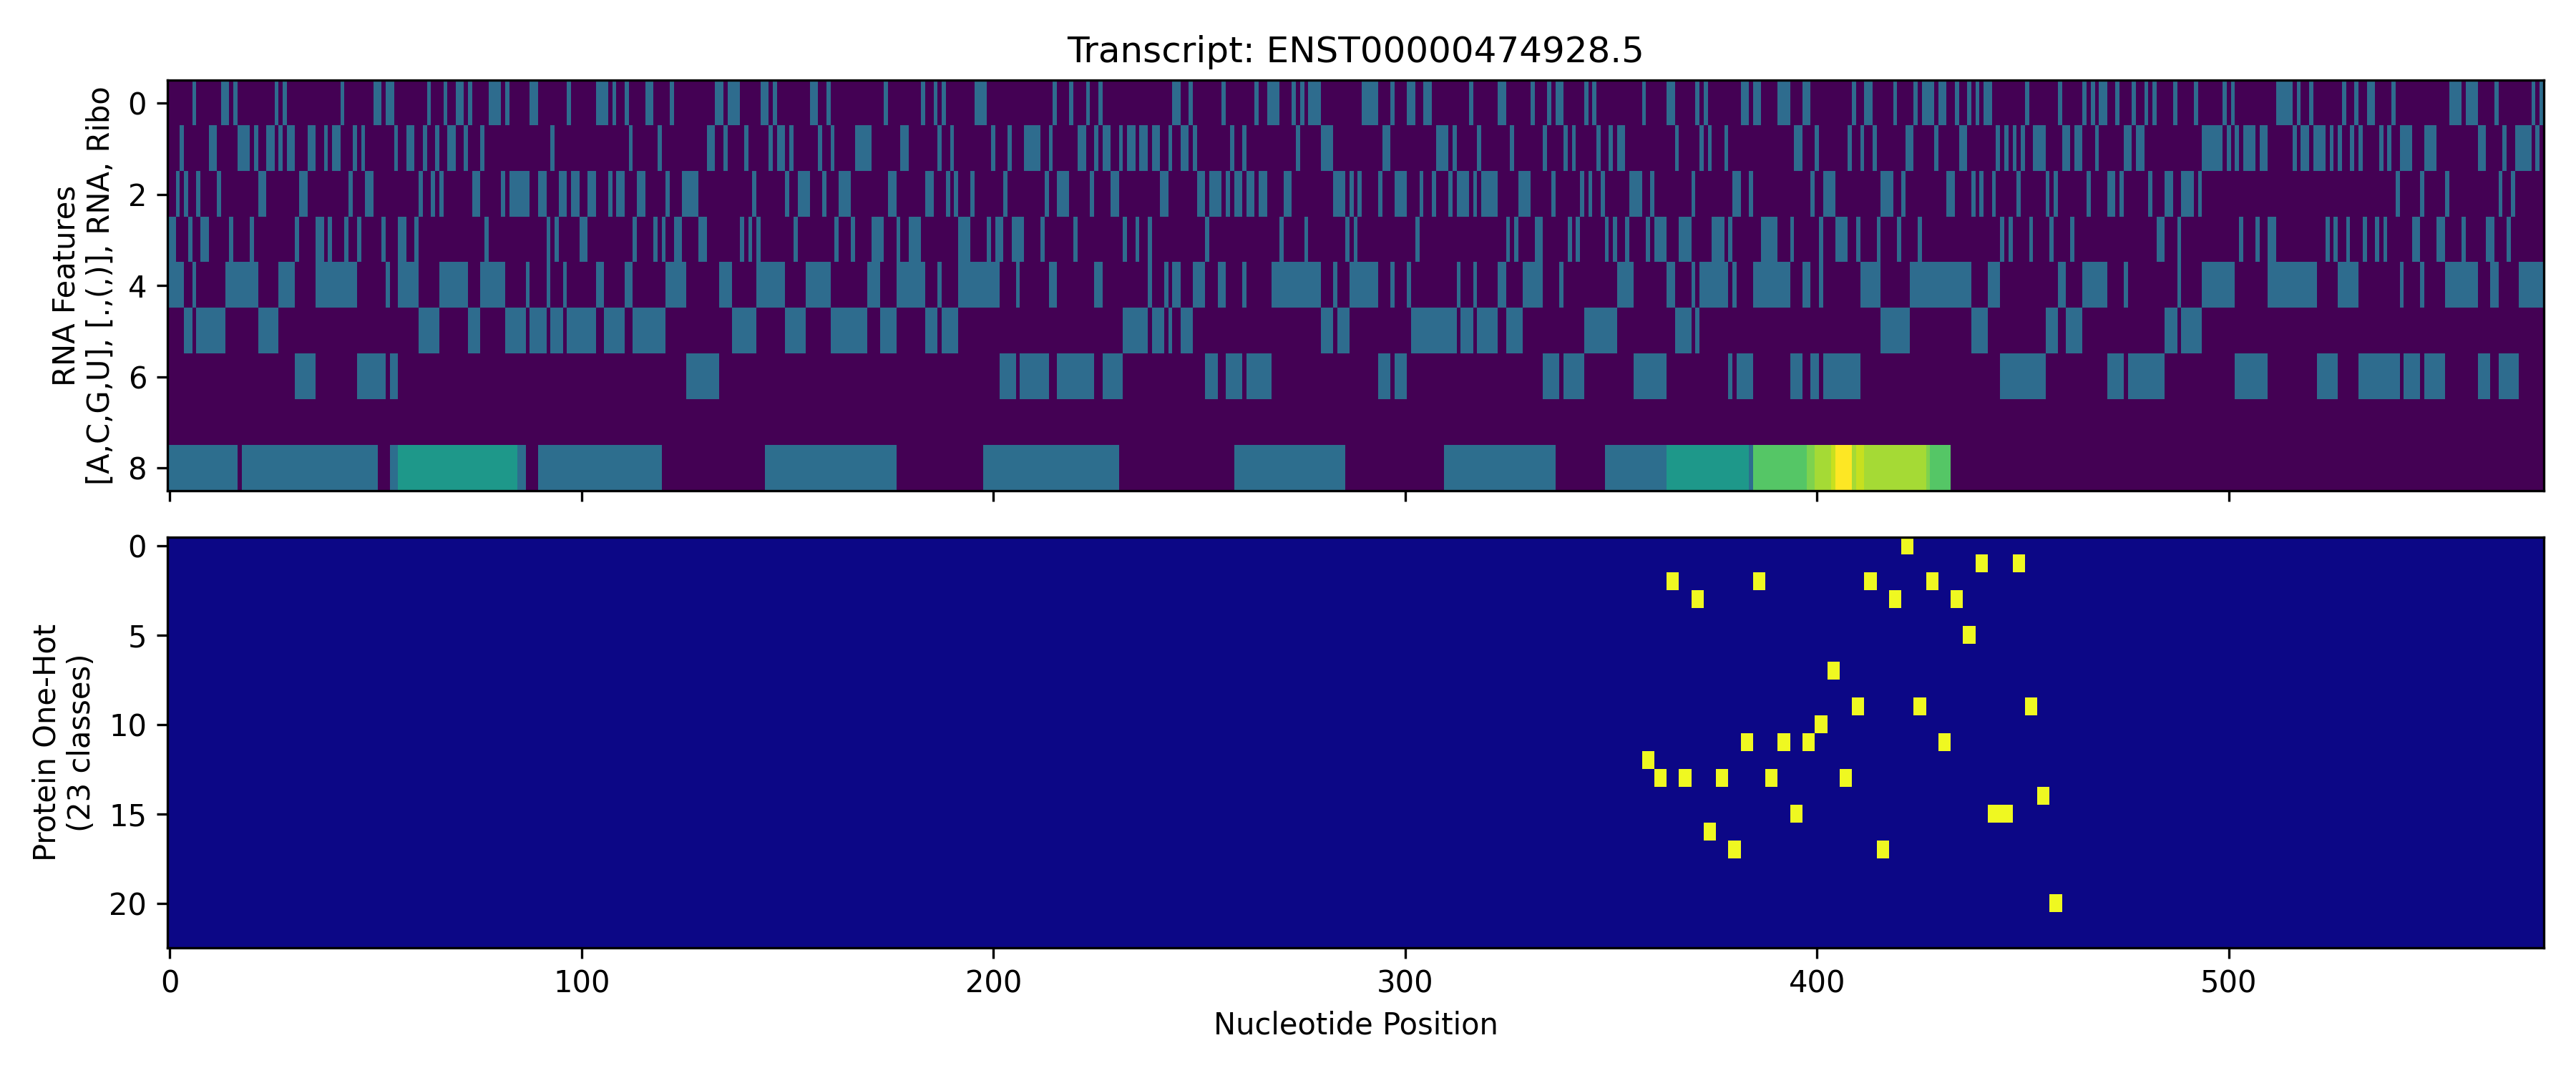 Transcript: ENST00000474928.5
RNA Features
[A,C,G,U], [.,(,)], RNA, Ribo
0
2
4
6
8
Protein One-Hot
(23 classes)
0
5
10
15
20
0 100 200 300 400 500
Nucleotide Position